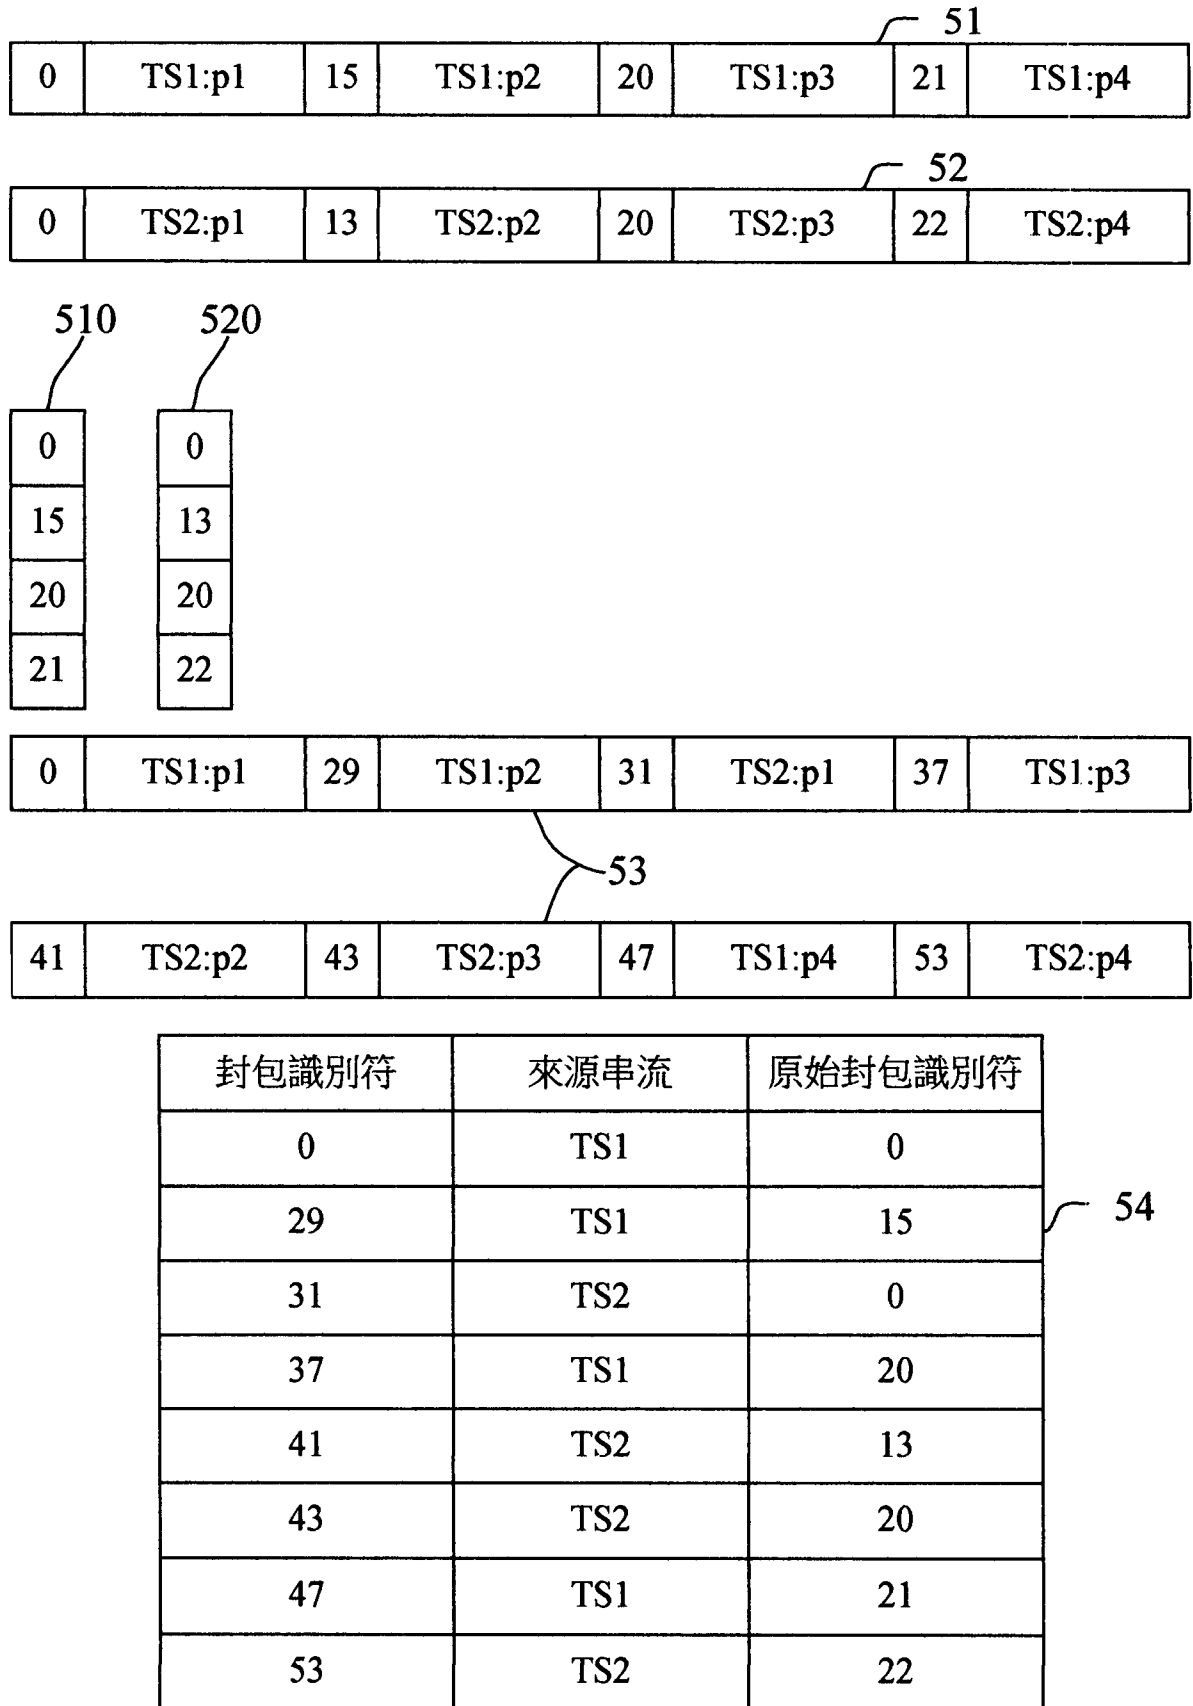 51
0 TS1:p1 15 TS1:p2 20 TS1:p3 21 TS1:p4
52
0 TS2:p1 13 TS2:p2 20 TS2:p3 22 TS2:p4
510 520
0 0
15 13
20 20
21 22
0 TS1:p1 29 TS1:p2 31 TS2:p1 37 TS1:p3
53
41 TS2:p2 43 TS2:p3 47 TS1:p4 53 TS2:p4
封包識別符 來源串流 原始封包識別符
0 TS1 0
29 TS1 15
54
31 TS2 0
37 TS1 20
41 TS2 13
43 TS2 20
47 TS1 21
53 TS2 22